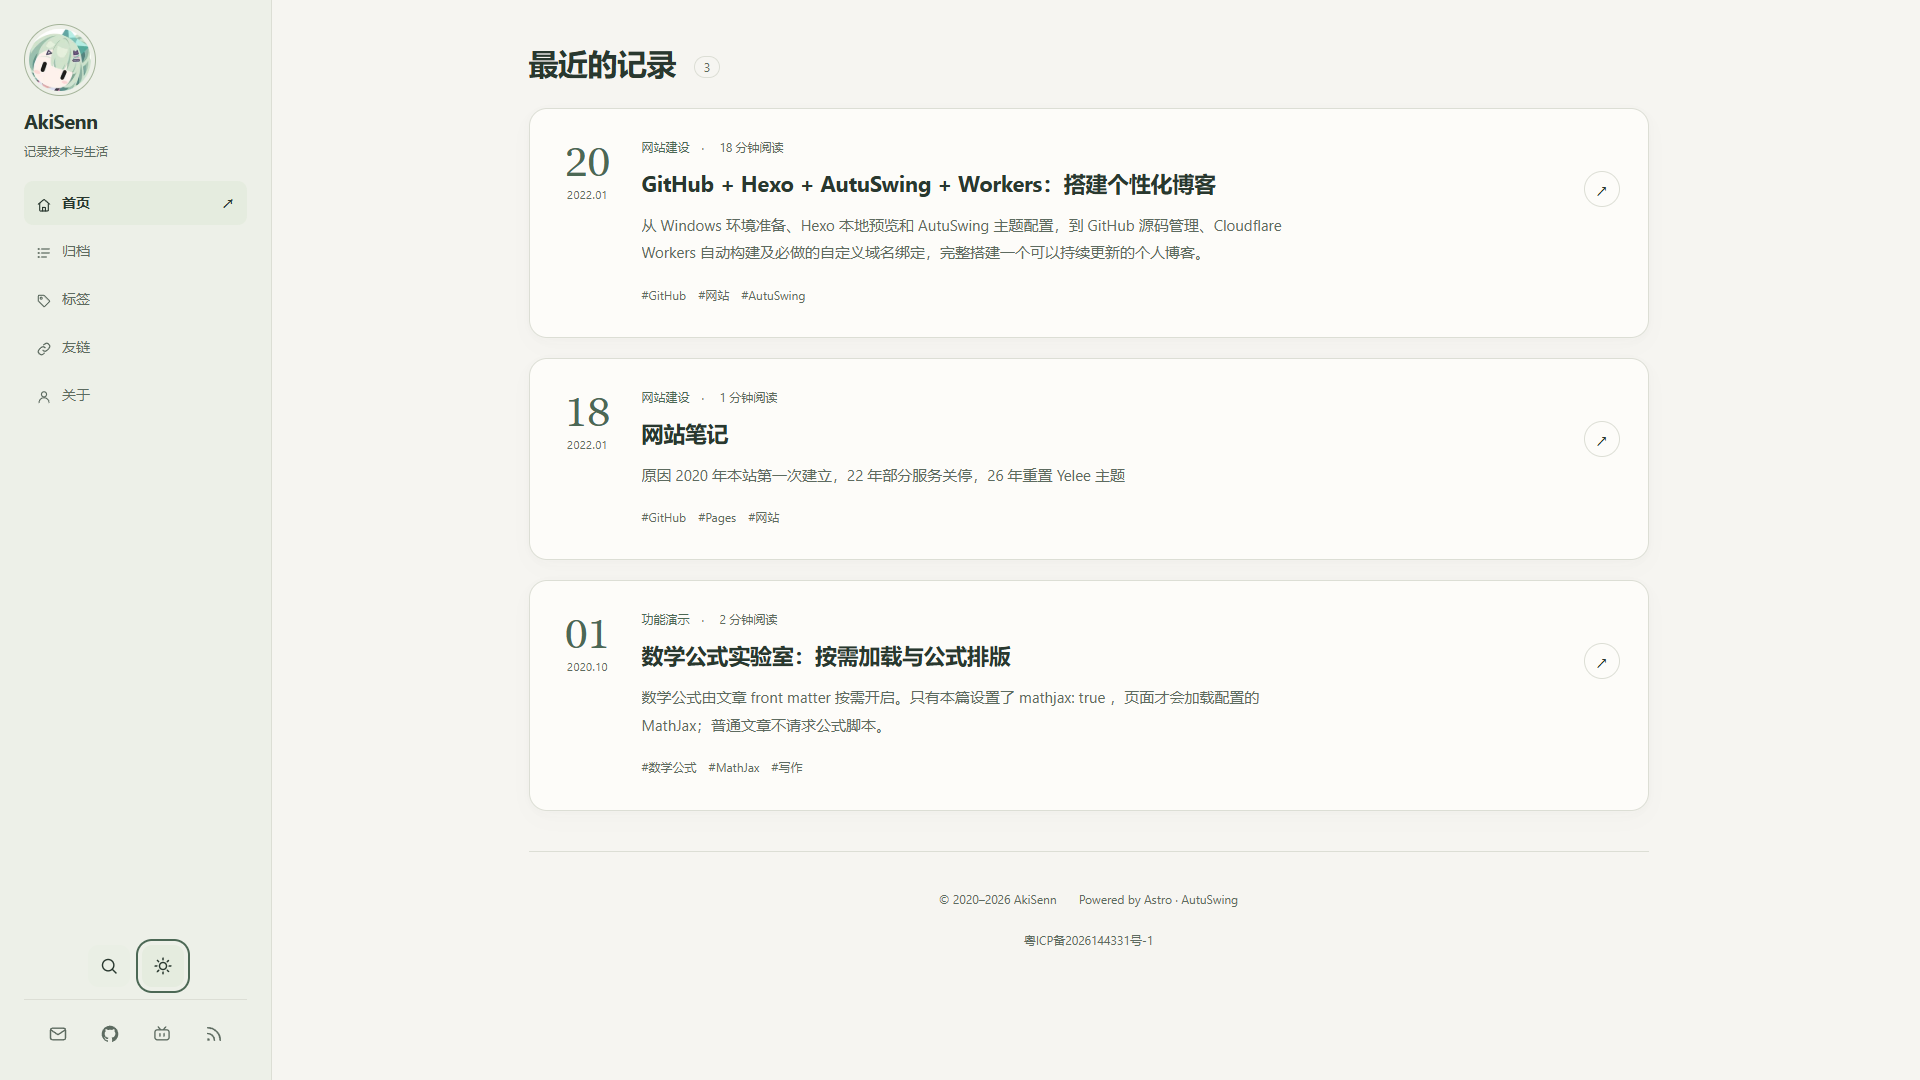 AkiSenn
记录技术与生活
首页
归档
标签
友链
关于
最近的记录 3
20
2022.01
网站建设 · 18 分钟阅读
GitHub + Hexo + AutuSwing + Workers：搭建个性化博客
从 Windows 环境准备、Hexo 本地预览和 AutuSwing 主题配置，到 GitHub 源码管理、Cloudflare
Workers 自动构建及必做的自定义域名绑定，完整搭建一个可以持续更新的个人博客。
#GitHub #网站 #AutuSwing
18
2022.01
网站建设 · 1 分钟阅读
网站笔记
原因 2020 年本站第一次建立，22 年部分服务关停，26 年重置 Yelee 主题
#GitHub #Pages #网站
01
2020.10
功能演示 · 2 分钟阅读
数学公式实验室：按需加载与公式排版
数学公式由文章 front matter 按需开启。只有本篇设置了 mathjax: true ，页面才会加载配置的
MathJax；普通文章不请求公式脚本。
#数学公式 #MathJax #写作
© 2020–2026 AkiSenn Powered by Astro · AutuSwing
粤ICP备2026144331号-1